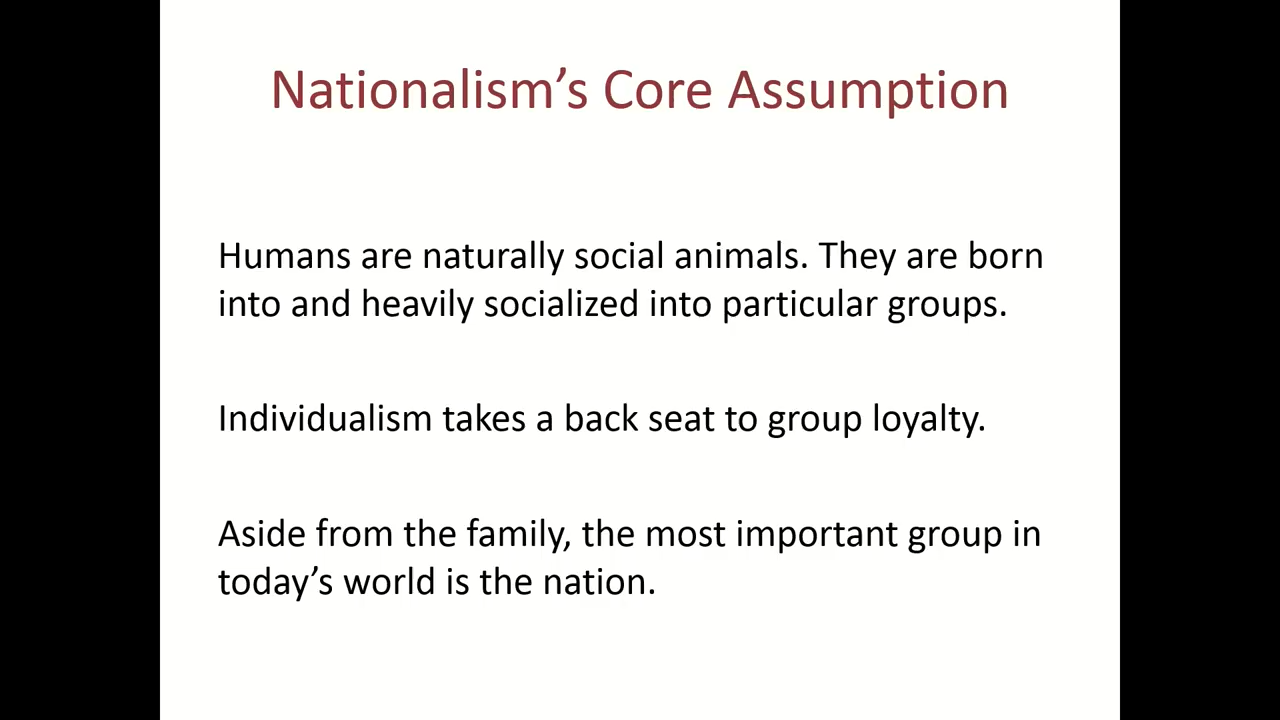 Nationalism’s Core Assumption
Humans are naturally social animals. They are born
into and heavily socialized into particular groups.
Individualism takes a back seat to group loyalty.
Aside from the family, the most important group in
today’s world is the nation.